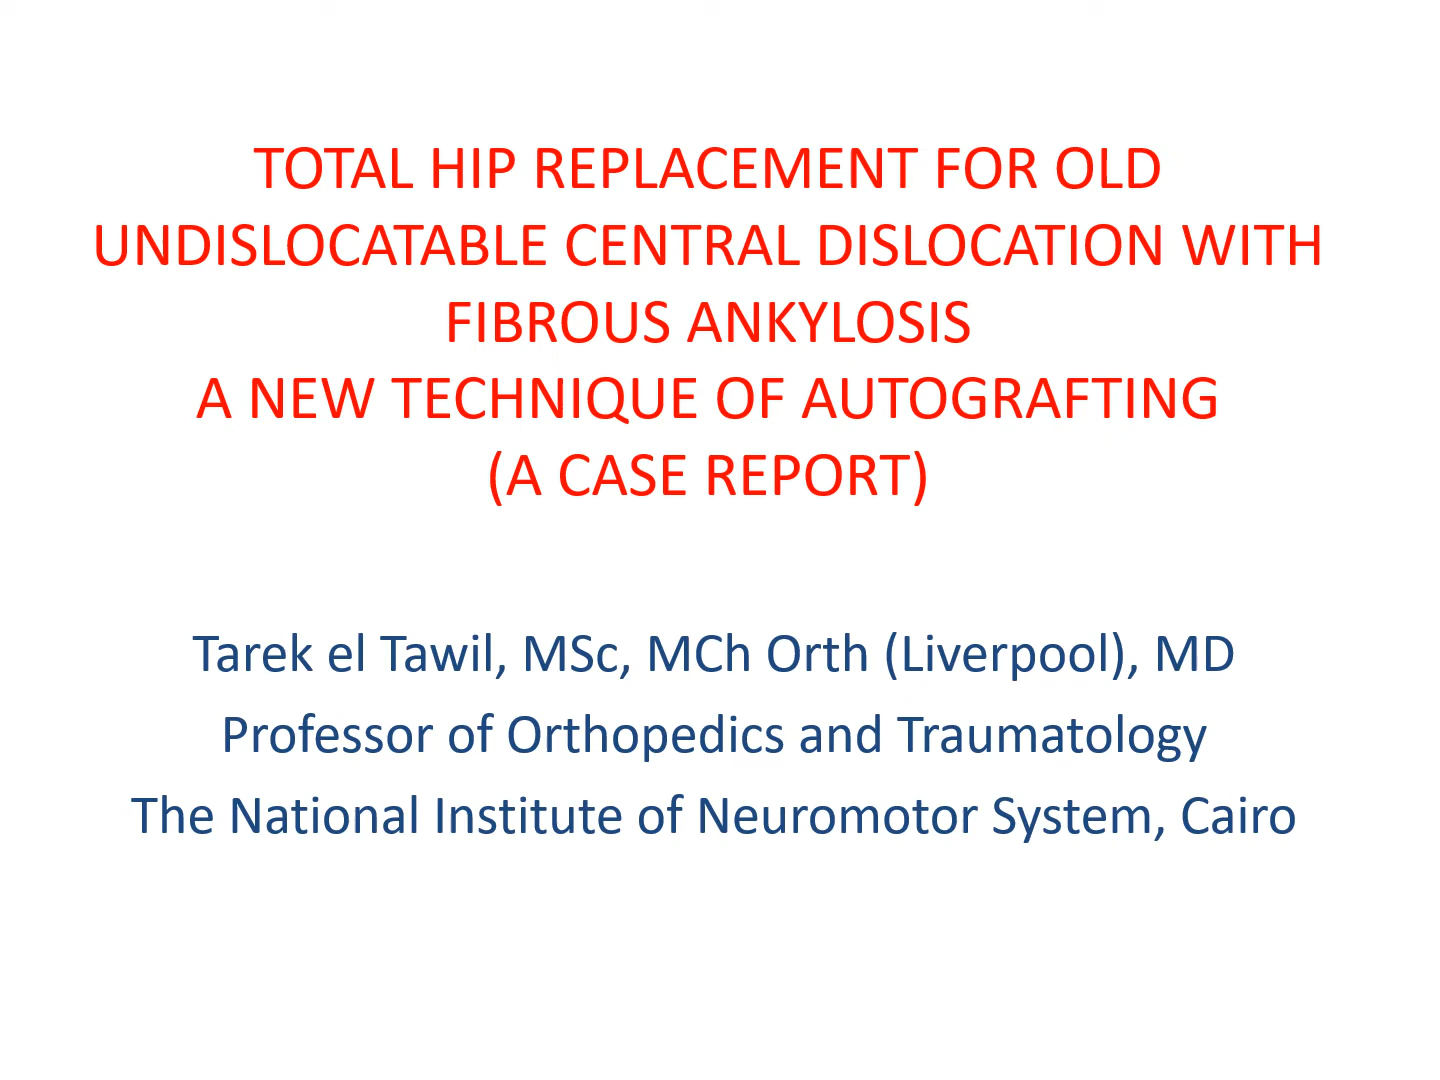 TOTAL HIP REPLACEMENT FOR OLD
UNDISLOCATABLE CENTRAL DISLOCATION WITH
FIBROUS ANKYLOSIS
A NEW TECHNIQUE OF AUTOGRAFTING
(A CASE REPORT)
Tarek el Tawil, MSc, MCh Orth (Liverpool), MD
Professor of Orthopedics and Traumatology
The National Institute of Neuromotor System, Cairo